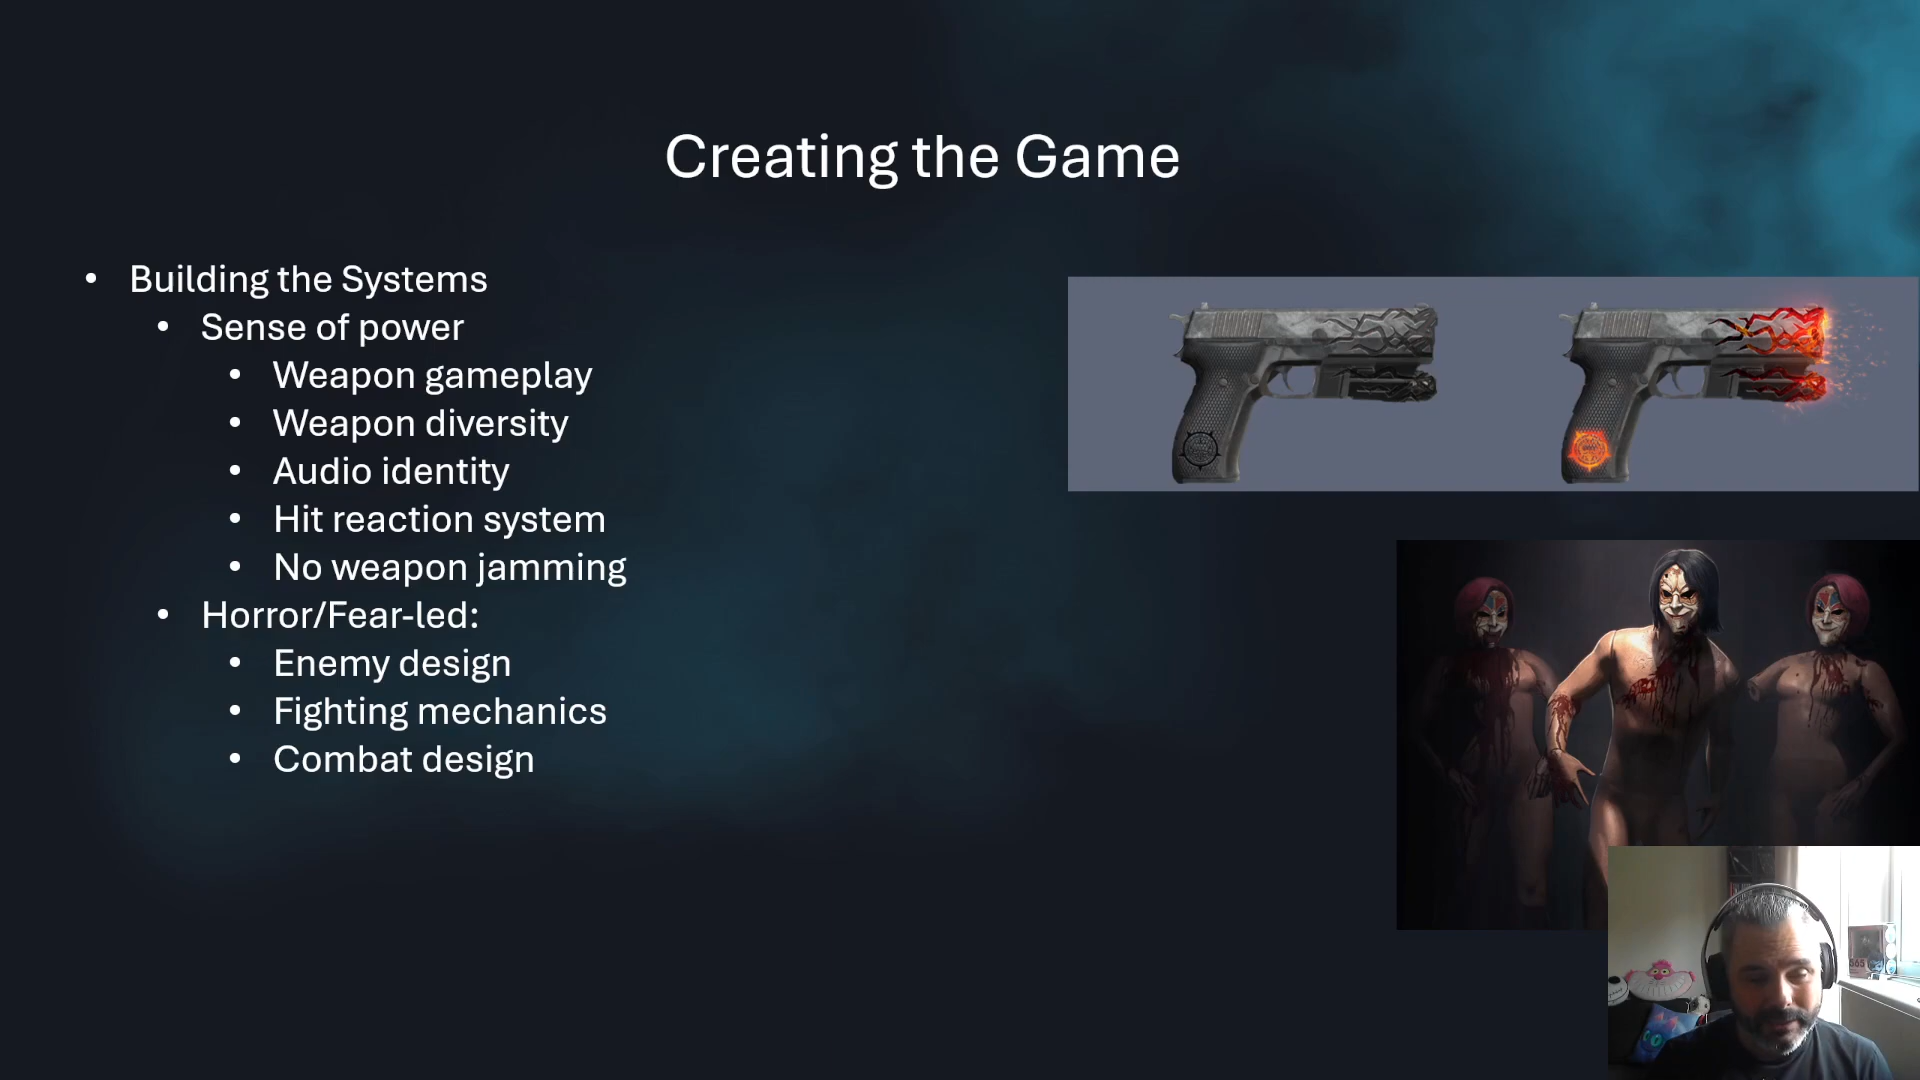 Creating the Game
• Building the Systems
• Sense of power
• Weapon gameplay
• Weapon diversity
• Audio identity
• Hit reaction system
• No weapon jamming
• Horror/Fear-led:
• Enemy design
• Fighting mechanics
• Combat design